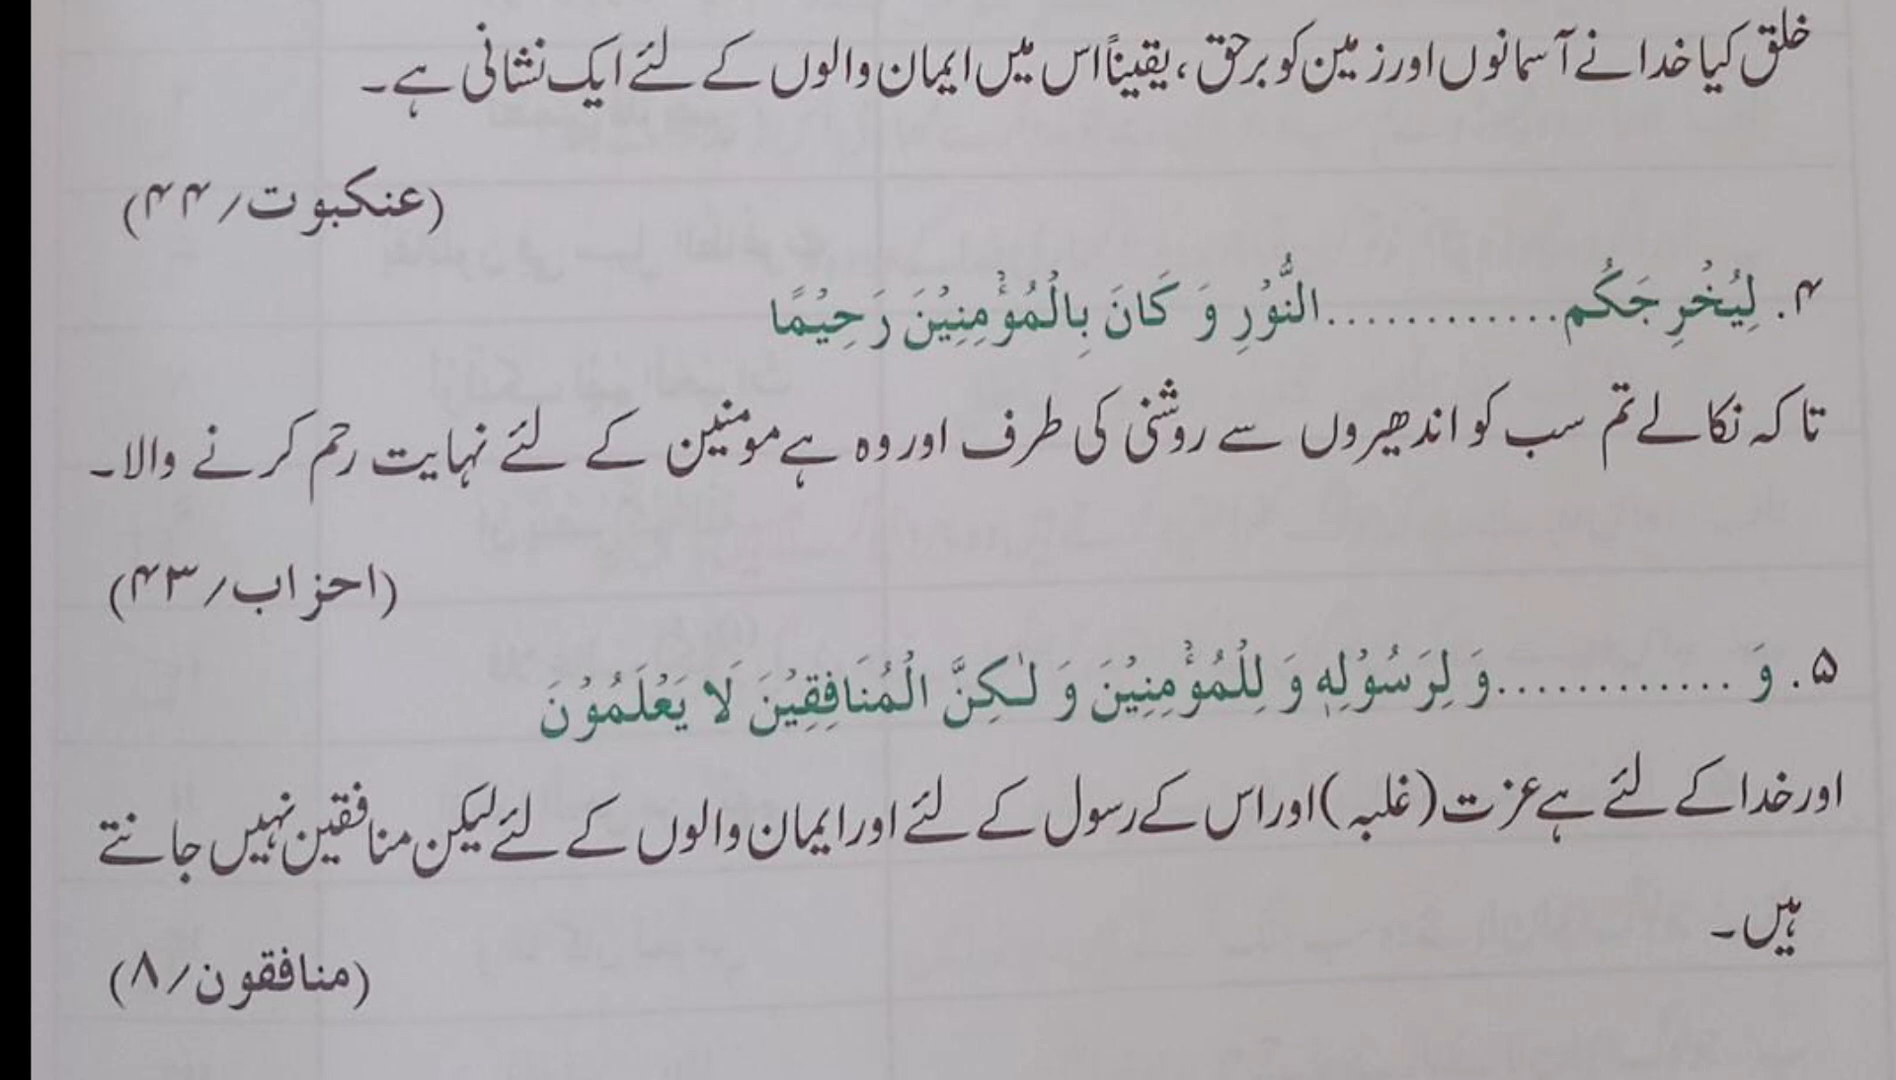 خلق کیا خدا نے آسمانوں اور زمین کو برحق، یقیناً اس میں ایمان والوں کے لئے ایک نشانی ہے۔
(عنکبوت/۴۴)
۴. لِيُخْرِجَكُم............النُّوْرِ وَ كَانَ بِالْمُؤْمِنِيْنَ رَحِيْمًا
تا کہ نکالے تم سب کو اندھیروں سے روشنی کی طرف اور وہ ہے مومنین کے لئے نہایت رحم کرنے والا۔
(احزاب/۴۳)
۵. وَ ............وَ لِرَسُوْلِهٖ وَ لِلْمُؤْمِنِيْنَ وَ لٰكِنَّ الْمُنَافِقِيْنَ لَا يَعْلَمُوْنَ
اور خدا کے لئے ہے عزت (غلبہ) اور اس کے رسول کے لئے اور ایمان والوں کے لئے لیکن منافقین نہیں جانتے
ہیں۔
(منافقون/۸)